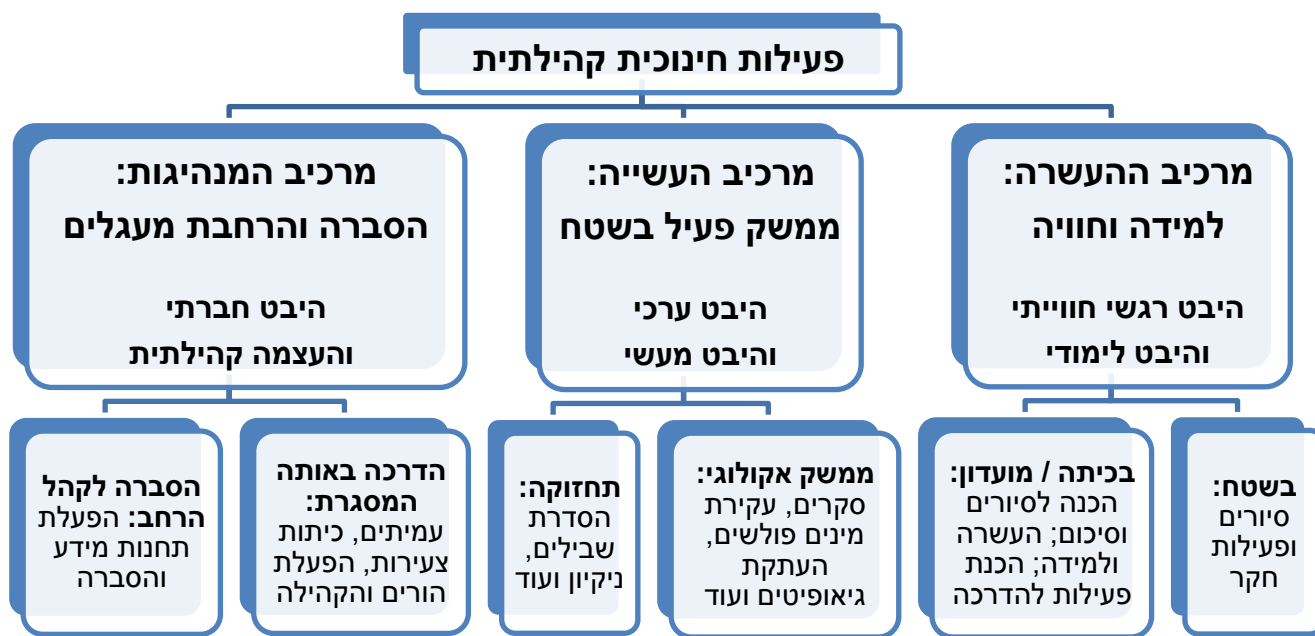 פעילות חינוכית קהילתית
מרכיב ההעשרה:
למידה וחוויה
היבט רגשי חווייתי
והיבט לימודי
מרכיב העשייה:
ממשק פעיל בשטח
היבט ערכי
והיבט מעשי
מרכיב המנהיגות:
הסברה והרחבת מעגלים
היבט חברתי
והעצמה קהילתית
בשטח:
סיורים
ופעילות
חקר
בכיתה / מועדון:
הכנה לסיורים
וסיכום; העשרה
ולמידה; הכנת
פעילות להדרכה
ממשק אקולוגי:
סקרים, עקירת
מינים פולשים,
העתקת
גיאופיטים ועוד
תחזוקה:
הסדרת
שבילים,
ניקיון ועוד
הדרכה באותה
המסגרת:
עמיתים, כיתות
צעירות, הפעלת
הורים והקהילה
הסברה לקהל
הרחב: הפעלת
תחנות מידע
והסברה